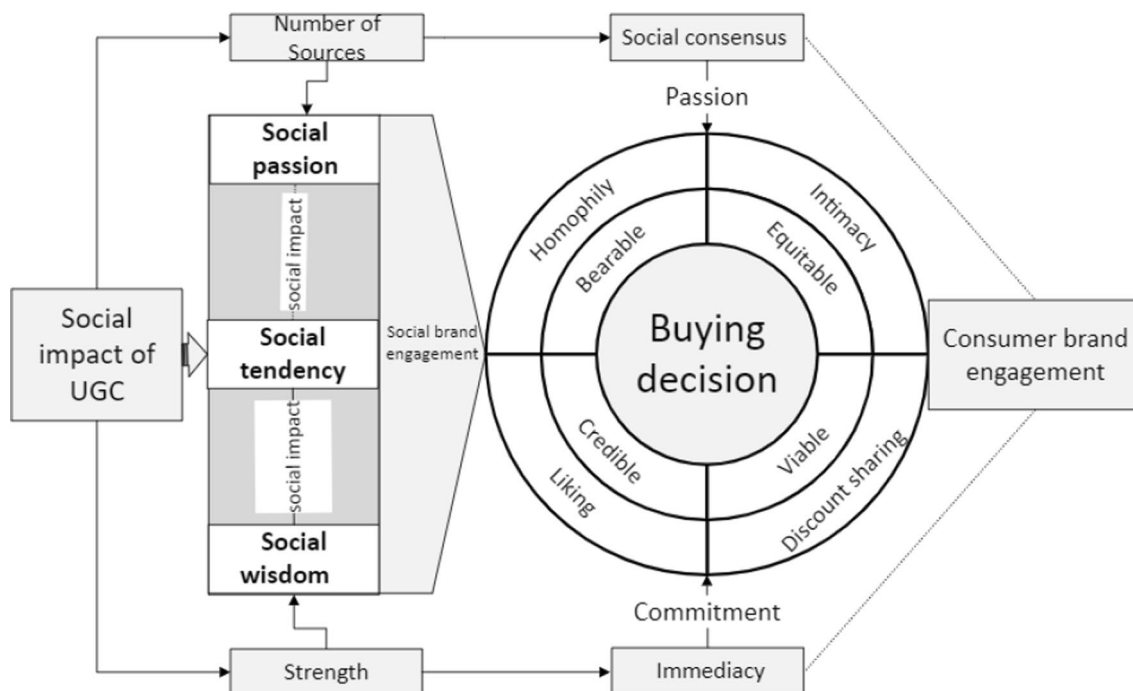 Number of
Sources
Social consensus
Passion
Social
passion
social impact
Homophily
Intimacy
Bearable
Equitable
Social
impact of
UGC
Social
tendency
Social brand
engagement
Buying
decision
Consumer brand
engagement
social impact
Credible
Viable
Liking
Discount sharing
Social
wisdom
Commitment
Strength
Immediacy